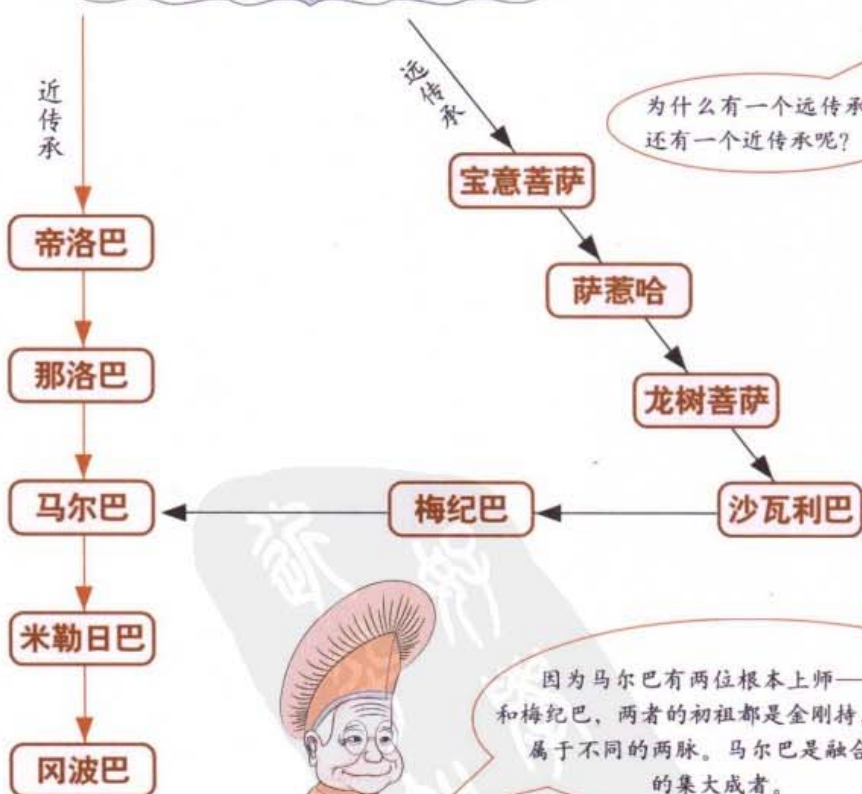 近传承
远传承
为什么有一个远传承
还有一个近传承呢？
宝意菩萨
帝洛巴
萨惹哈
那洛巴
龙树菩萨
马尔巴
梅纪巴
沙瓦利巴
米勒日巴
因为马尔巴有两位根本上师—
和梅纪巴，两者的初祖都是金刚持，
属于不同的两脉。马尔巴是融合
的集大成者。
冈波巴